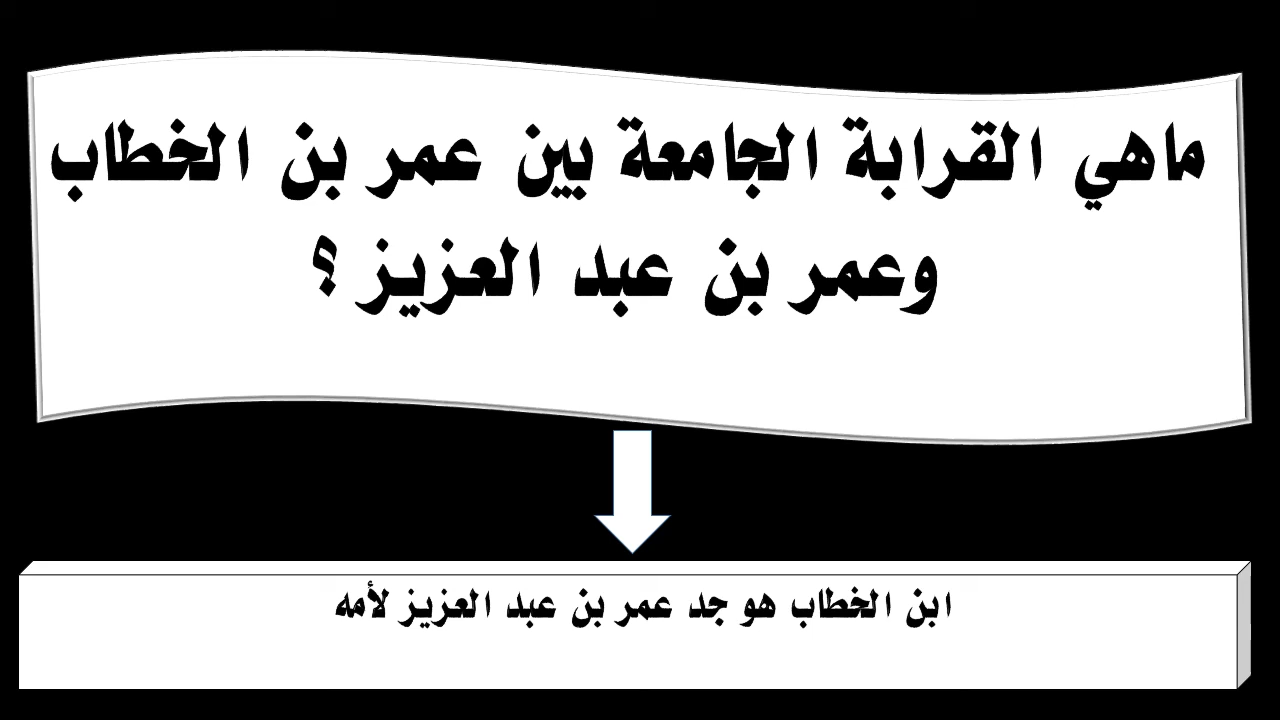 ماهي القرابة الجامعة بين عمر بن الخطاب
وعمر بن عبد العزيز ؟
ابن الخطاب هو جد عمر بن عبد العزيز لأمه